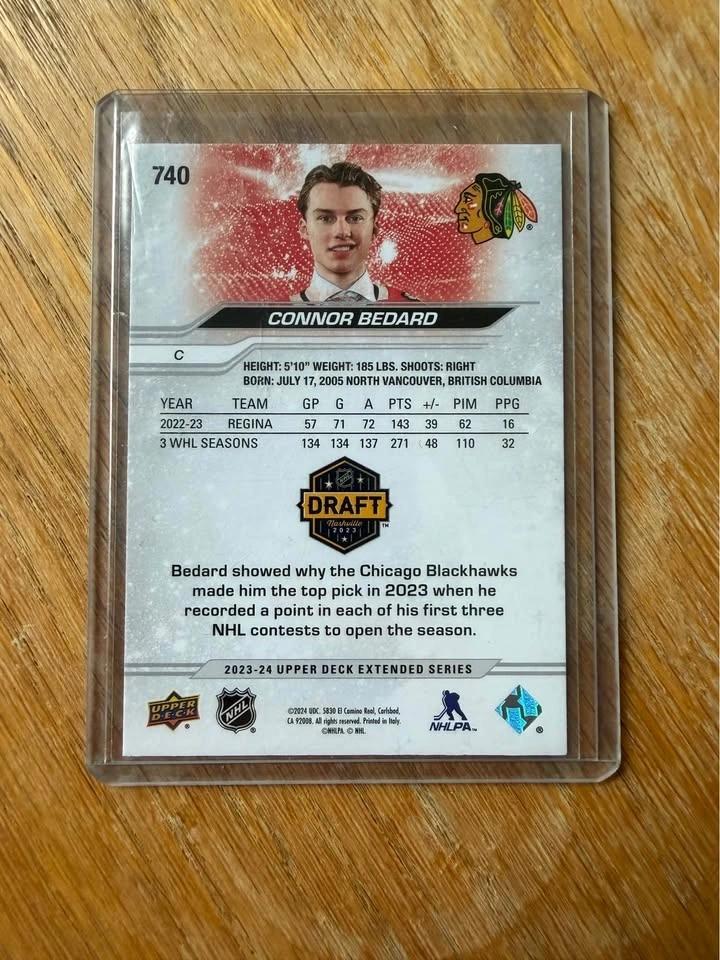 740
CONNOR BEDARD
C
HEIGHT: 5'10" WEIGHT: 185 LBS. SHOOTS: RIGHT
BORN: JULY 17, 2005 NORTH VANCOUVER, BRITISH COLUMBIA
YEAR TEAM GP G A PTS +/- PIM PPG
2022-23 REGINA 57 71 72 143 39 62 16
3 WHL SEASONS 134 134 137 271 48 110 32
NHL
DRAFT™
Nashville
2023
Bedard showed why the Chicago Blackhawks
made him the top pick in 2023 when he
recorded a point in each of his first three
NHL contests to open the season.
2023-24 UPPER DECK EXTENDED SERIES
UPPER
DECK®
NHL®
©2024 UDC. 5830 El Camino Real, Carlsbad,
CA 92008. All rights reserved. Printed in Italy.
©NHLPA. © NHL.
NHLPA™
®